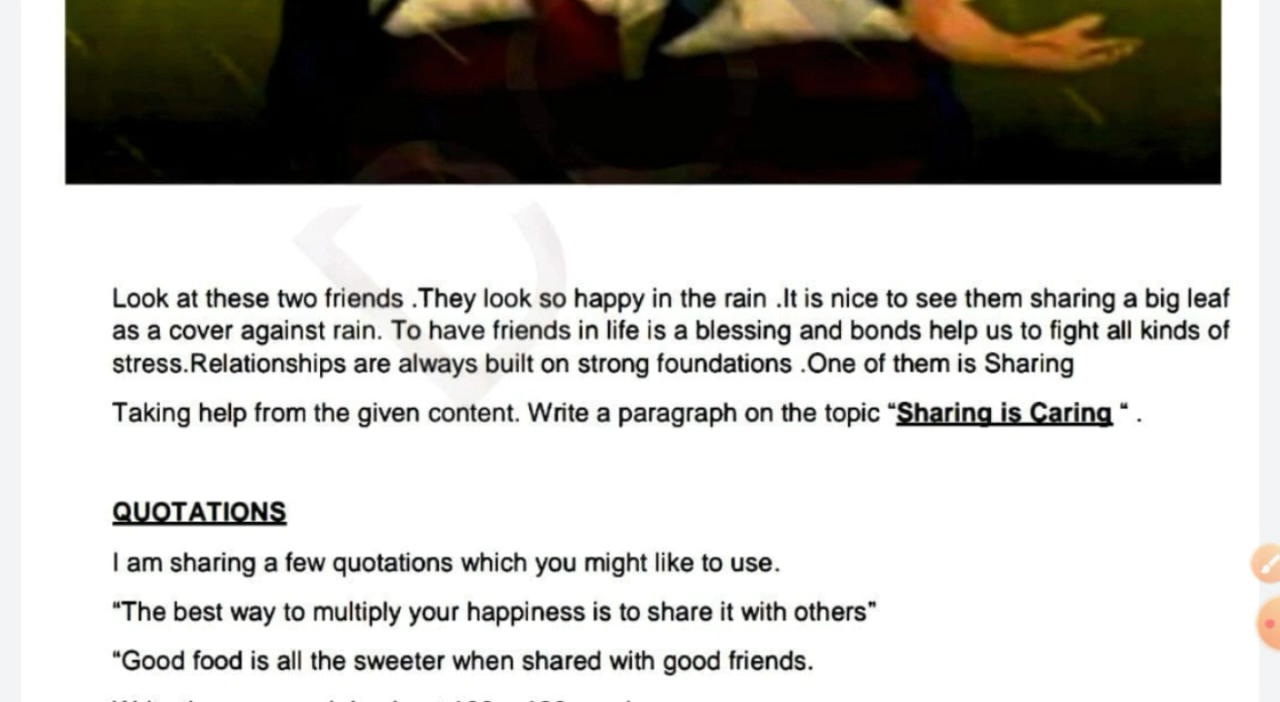 Look at these two friends .They look so happy in the rain .It is nice to see them sharing a big leaf
as a cover against rain. To have friends in life is a blessing and bonds help us to fight all kinds of
stress.Relationships are always built on strong foundations .One of them is Sharing
Taking help from the given content. Write a paragraph on the topic “Sharing is Caring “ .
QUOTATIONS
I am sharing a few quotations which you might like to use.
“The best way to multiply your happiness is to share it with others”
“Good food is all the sweeter when shared with good friends.